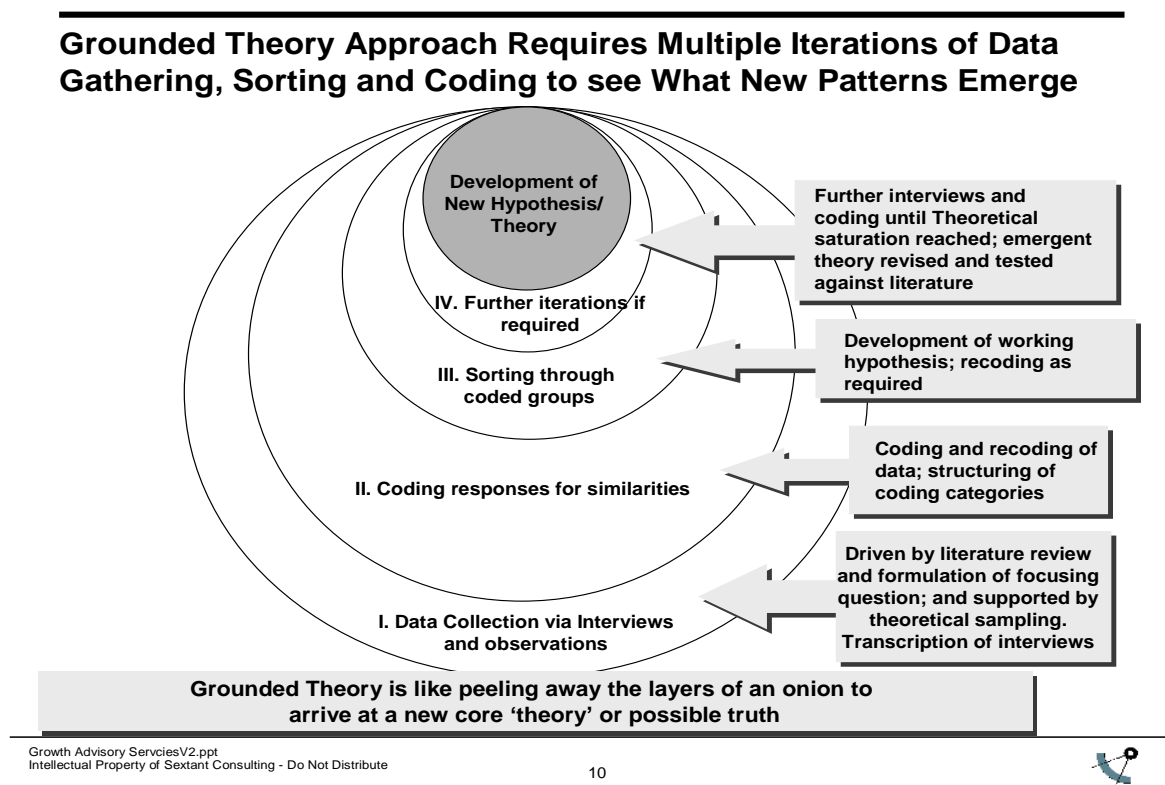 Grounded Theory Approach Requires Multiple Iterations of Data
Gathering, Sorting and Coding to see What New Patterns Emerge
Development of
New Hypothesis/
Theory
IV. Further iterations if
required
III. Sorting through
coded groups
II. Coding responses for similarities
I. Data Collection via Interviews
and observations
Further interviews and
coding until Theoretical
saturation reached; emergent
theory revised and tested
against literature
Development of working
hypothesis; recoding as
required
Coding and recoding of
data; structuring of
coding categories
Driven by literature review
and formulation of focusing
question; and supported by
theoretical sampling.
Transcription of interviews
Grounded Theory is like peeling away the layers of an onion to
arrive at a new core ‘theory’ or possible truth
Growth Advisory ServciesV2.ppt
Intellectual Property of Sextant Consulting - Do Not Distribute
10